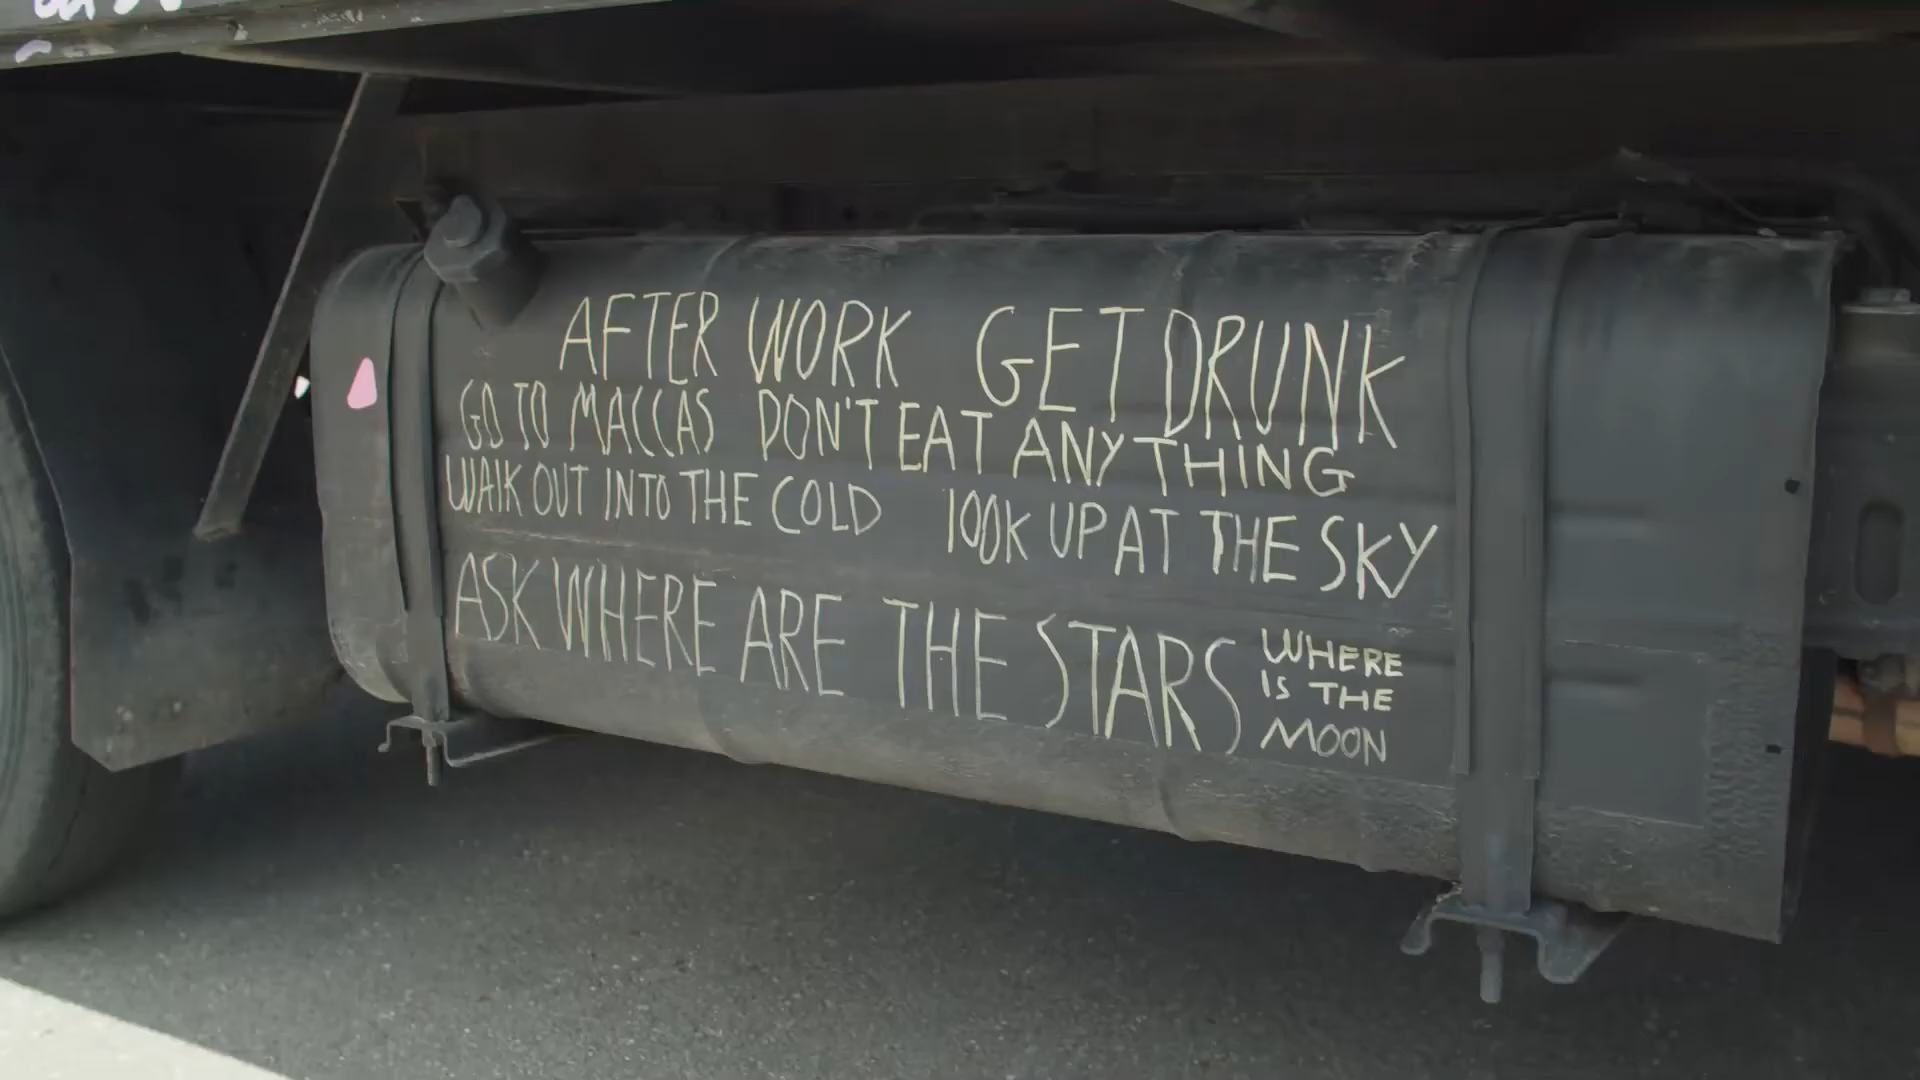 AFTER WORK GET DRUNK
GO TO MACCAS DON'T EAT ANYTHING
WAlK OUT INTO THE COLD lOOK UP AT THE SKY
ASK WHERE ARE THE STARS
WHERE
IS THE
MOON